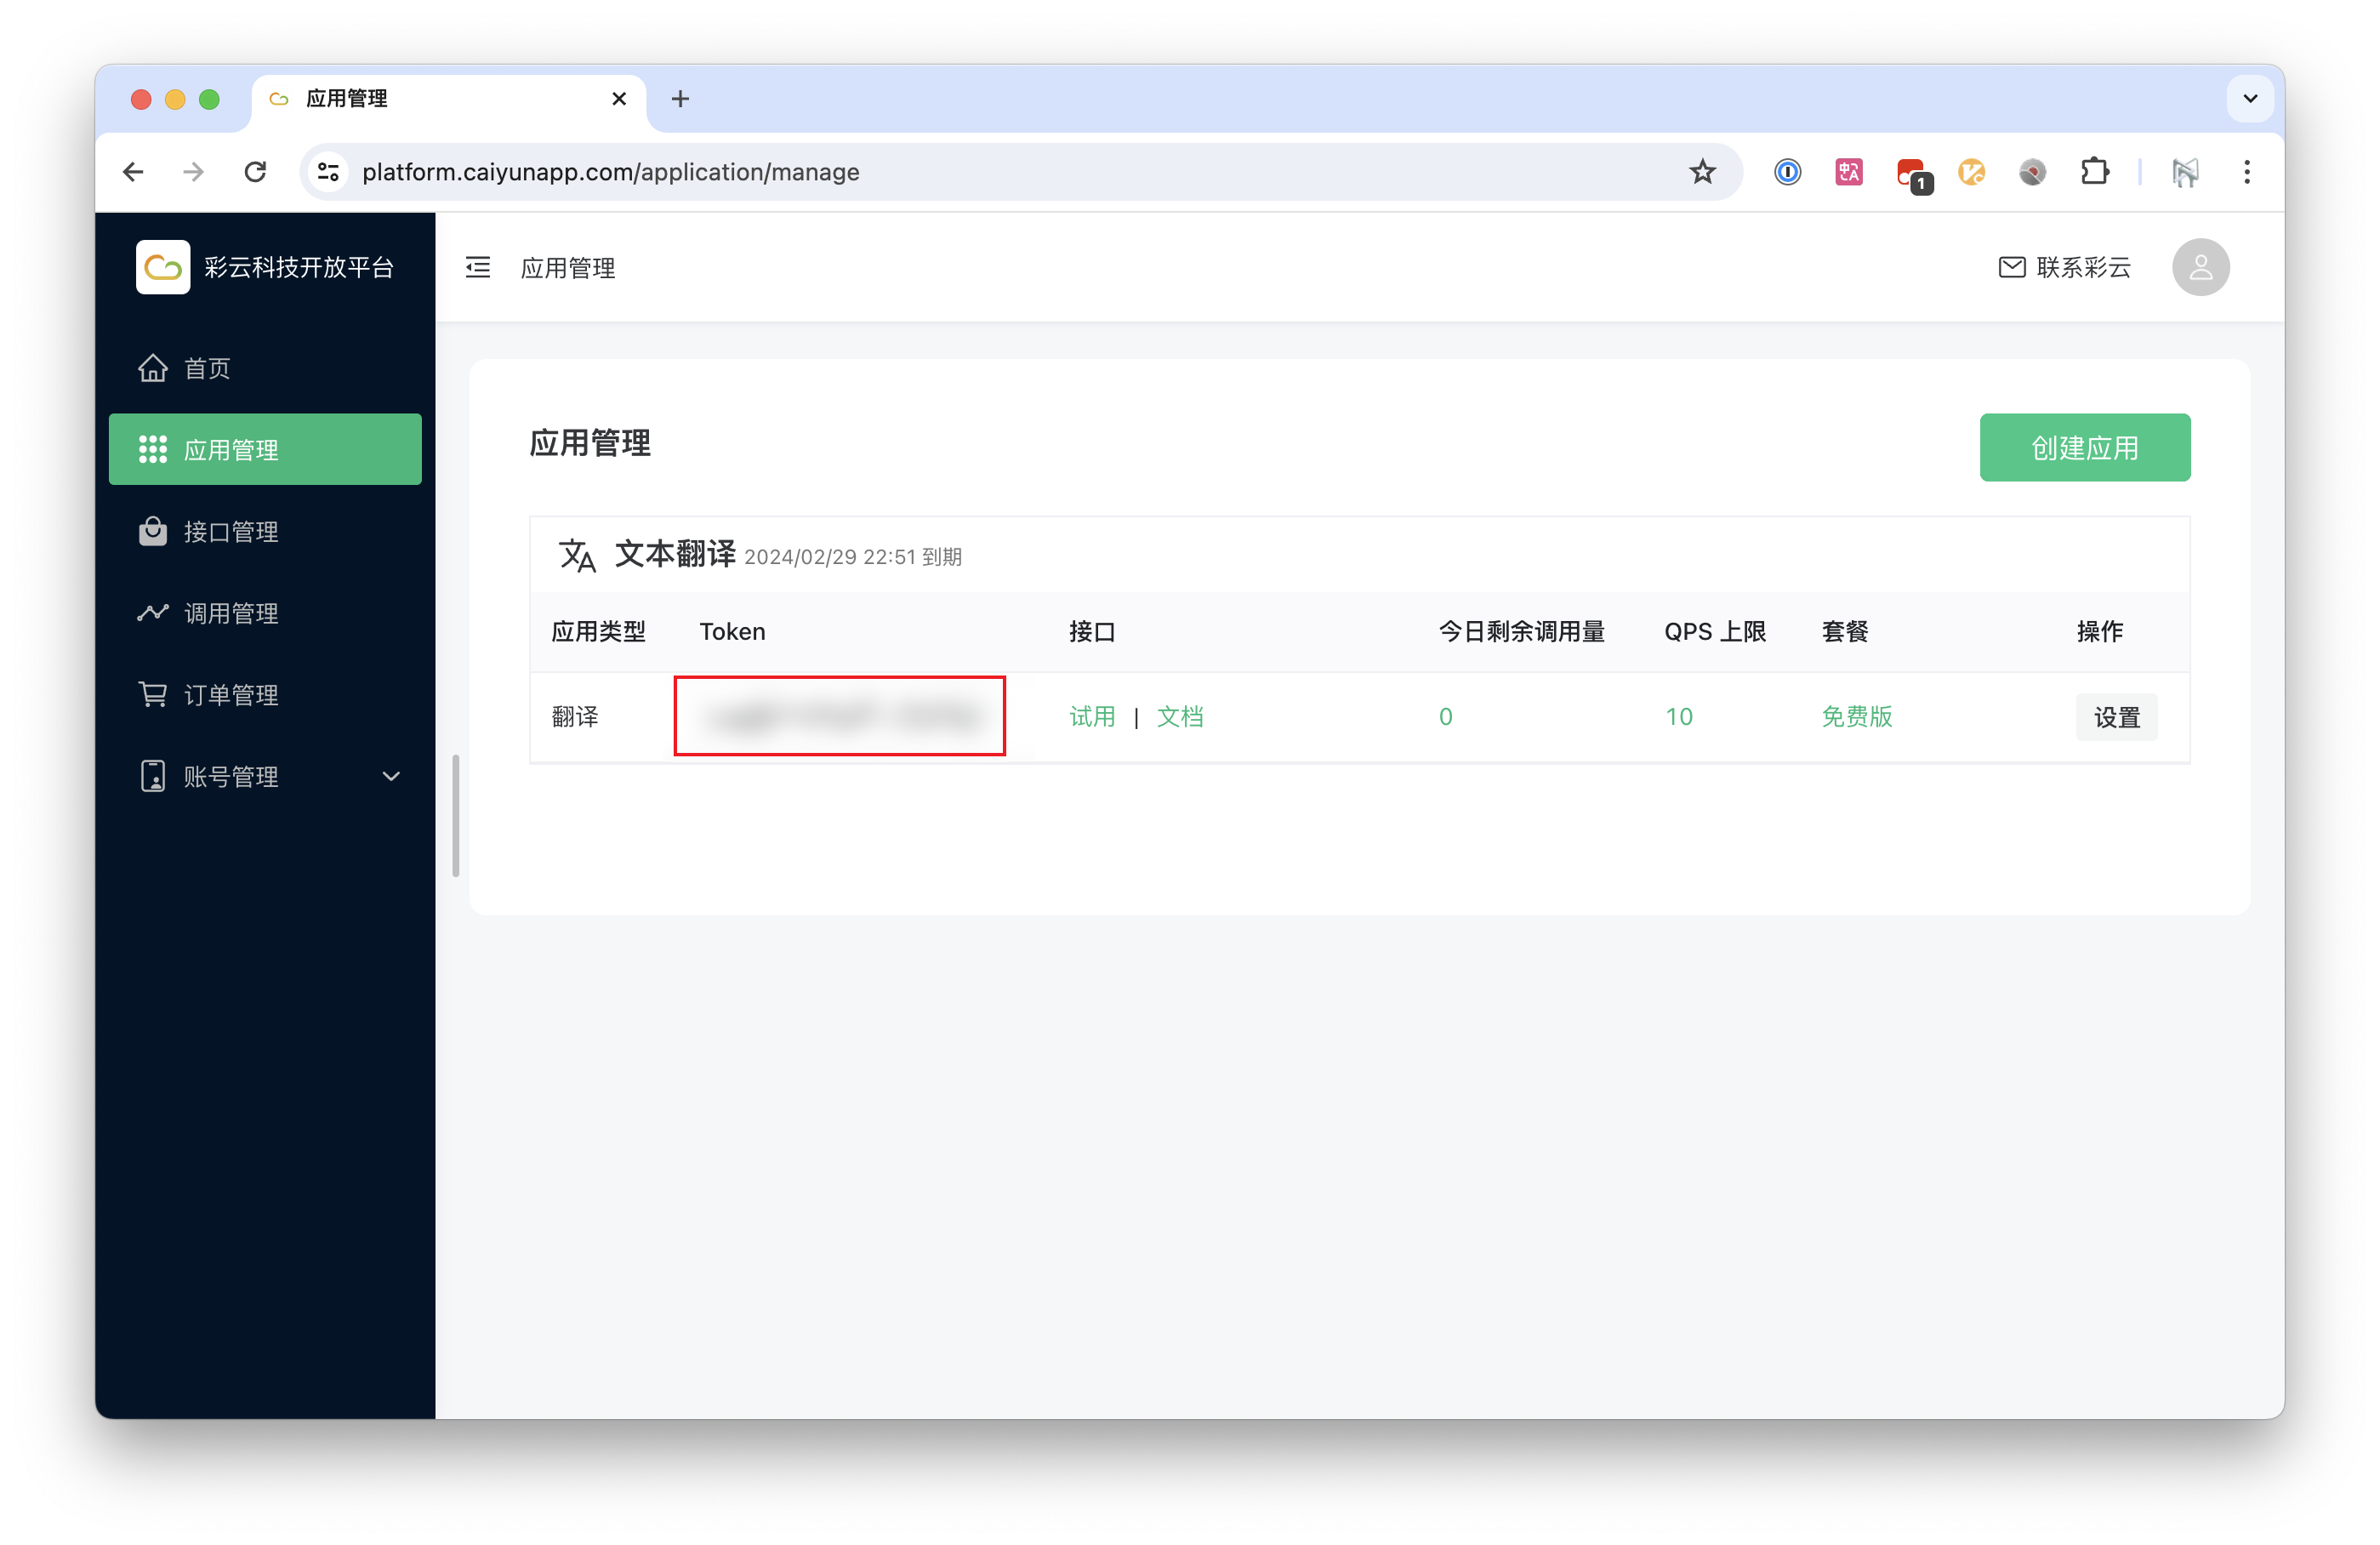 应用管理
platform.caiyunapp.com/application/manage
1
彩云科技开放平台
应用管理
联系彩云
首页
应用管理
接口管理
调用管理
订单管理
账号管理
应用管理
创建应用
文本翻译 2024/02/29 22:51 到期
应用类型 Token 接口 今日剩余调用量 QPS 上限 套餐 操作
翻译 试用 | 文档 0 10 免费版 设置